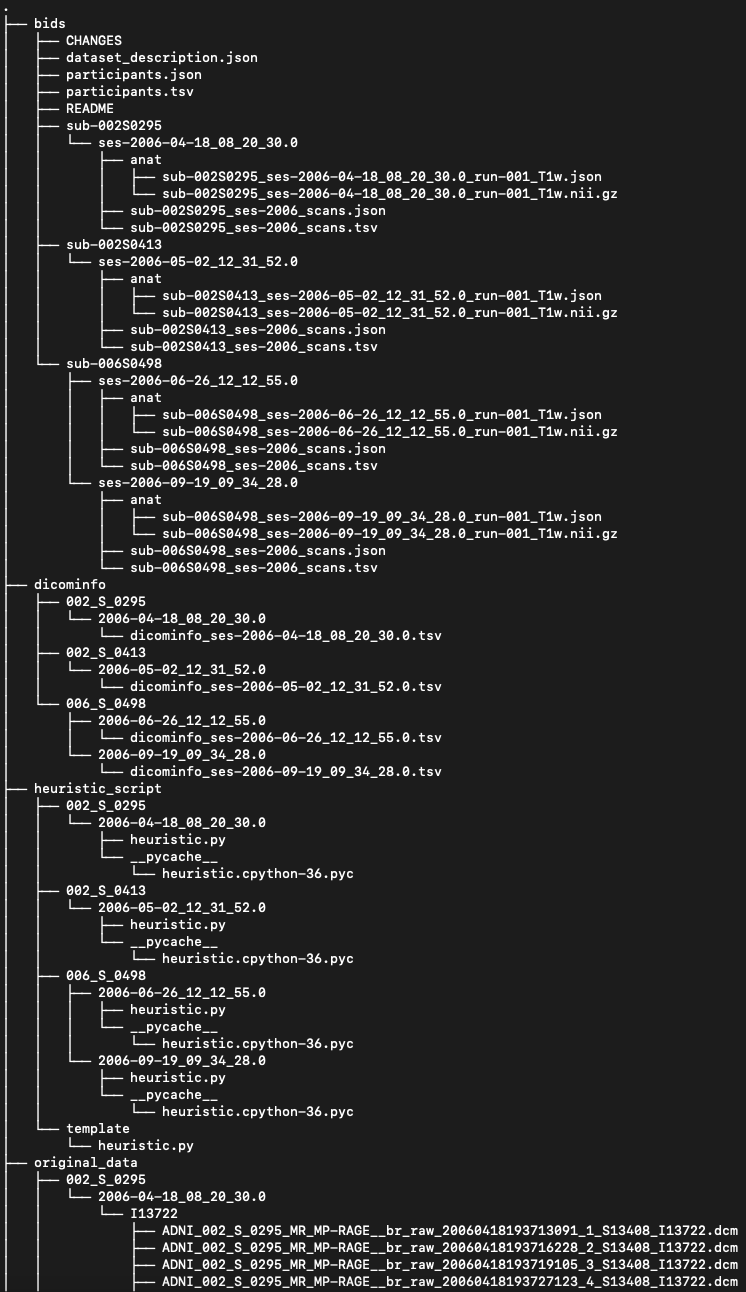 .
├── bids
│   ├── CHANGES
│   ├── dataset_description.json
│   ├── participants.json
│   ├── participants.tsv
│   ├── README
│   ├── sub-002S0295
│   │   └── ses-2006-04-18_08_20_30.0
│   │       ├── anat
│   │       │   ├── sub-002S0295_ses-2006-04-18_08_20_30.0_run-001_T1w.json
│   │       │   └── sub-002S0295_ses-2006-04-18_08_20_30.0_run-001_T1w.nii.gz
│   │       ├── sub-002S0295_ses-2006_scans.json
│   │       └── sub-002S0295_ses-2006_scans.tsv
│   ├── sub-002S0413
│   │   └── ses-2006-05-02_12_31_52.0
│   │       ├── anat
│   │       │   ├── sub-002S0413_ses-2006-05-02_12_31_52.0_run-001_T1w.json
│   │       │   └── sub-002S0413_ses-2006-05-02_12_31_52.0_run-001_T1w.nii.gz
│   │       ├── sub-002S0413_ses-2006_scans.json
│   │       └── sub-002S0413_ses-2006_scans.tsv
│   └── sub-006S0498
│       ├── ses-2006-06-26_12_12_55.0
│       │   ├── anat
│       │   │   ├── sub-006S0498_ses-2006-06-26_12_12_55.0_run-001_T1w.json
│       │   │   └── sub-006S0498_ses-2006-06-26_12_12_55.0_run-001_T1w.nii.gz
│       │   ├── sub-006S0498_ses-2006_scans.json
│       │   └── sub-006S0498_ses-2006_scans.tsv
│       └── ses-2006-09-19_09_34_28.0
│           ├── anat
│           │   ├── sub-006S0498_ses-2006-09-19_09_34_28.0_run-001_T1w.json
│           │   └── sub-006S0498_ses-2006-09-19_09_34_28.0_run-001_T1w.nii.gz
│           ├── sub-006S0498_ses-2006_scans.json
│           └── sub-006S0498_ses-2006_scans.tsv
├── dicominfo
│   ├── 002_S_0295
│   │   └── 2006-04-18_08_20_30.0
│   │       └── dicominfo_ses-2006-04-18_08_20_30.0.tsv
│   ├── 002_S_0413
│   │   └── 2006-05-02_12_31_52.0
│   │       └── dicominfo_ses-2006-05-02_12_31_52.0.tsv
│   └── 006_S_0498
│       ├── 2006-06-26_12_12_55.0
│       │   └── dicominfo_ses-2006-06-26_12_12_55.0.tsv
│       └── 2006-09-19_09_34_28.0
│           └── dicominfo_ses-2006-09-19_09_34_28.0.tsv
├── heuristic_script
│   ├── 002_S_0295
│   │   └── 2006-04-18_08_20_30.0
│   │       ├── heuristic.py
│   │       └── __pycache__
│   │           └── heuristic.cpython-36.pyc
│   ├── 002_S_0413
│   │   └── 2006-05-02_12_31_52.0
│   │       ├── heuristic.py
│   │       └── __pycache__
│   │           └── heuristic.cpython-36.pyc
│   ├── 006_S_0498
│   │   ├── 2006-06-26_12_12_55.0
│   │   │   ├── heuristic.py
│   │   │   └── __pycache__
│   │   │       └── heuristic.cpython-36.pyc
│   │   └── 2006-09-19_09_34_28.0
│   │       ├── heuristic.py
│   │       └── __pycache__
│   │           └── heuristic.cpython-36.pyc
│   └── template
│       └── heuristic.py
├── original_data
│   ├── 002_S_0295
│   │   └── 2006-04-18_08_20_30.0
│   │       └── I13722
│   │           ├── ADNI_002_S_0295_MR_MP-RAGE__br_raw_20060418193713091_1_S13408_I13722.dcm
│   │           ├── ADNI_002_S_0295_MR_MP-RAGE__br_raw_20060418193716228_2_S13408_I13722.dcm
│   │           ├── ADNI_002_S_0295_MR_MP-RAGE__br_raw_20060418193719105_3_S13408_I13722.dcm
│   │           ├── ADNI_002_S_0295_MR_MP-RAGE__br_raw_20060418193727123_4_S13408_I13722.dcm